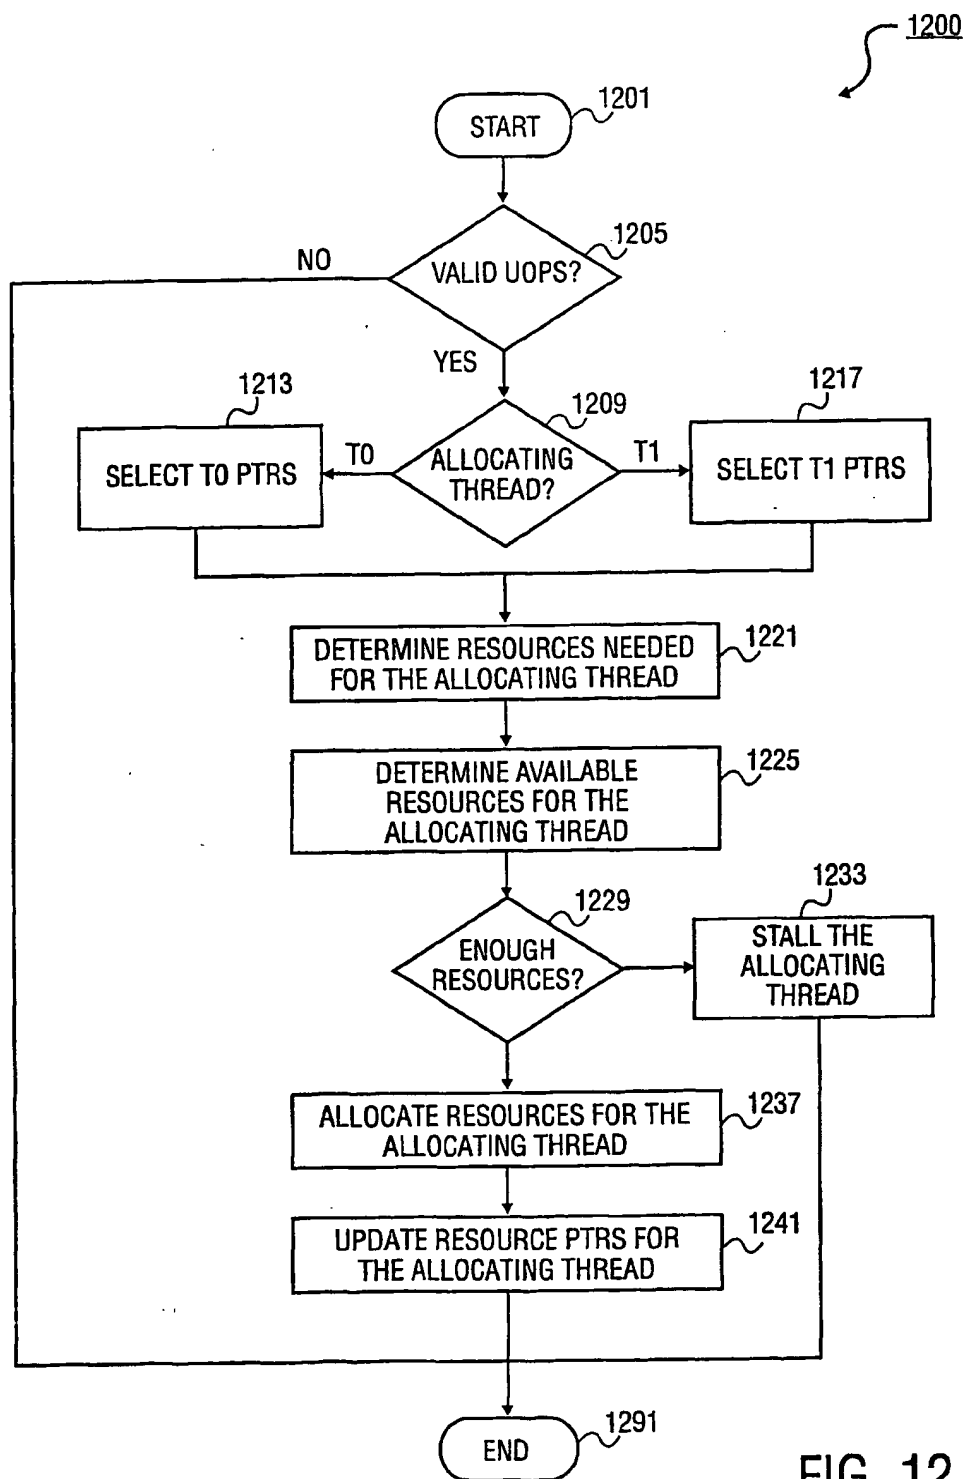 1200
1201
START
1205
NO
VALID UOPS?
YES
1213
1209
1217
SELECT T0 PTRS
T0
ALLOCATING
THREAD?
T1
SELECT T1 PTRS
1221
DETERMINE RESOURCES NEEDED
FOR THE ALLOCATING THREAD
1225
DETERMINE AVAILABLE
RESOURCES FOR THE
ALLOCATING THREAD
1229
ENOUGH
RESOURCES?
1233
STALL THE
ALLOCATING
THREAD
1237
ALLOCATE RESOURCES FOR THE
ALLOCATING THREAD
1241
UPDATE RESOURCE PTRS FOR
THE ALLOCATING THREAD
1291
END
FIG. 12